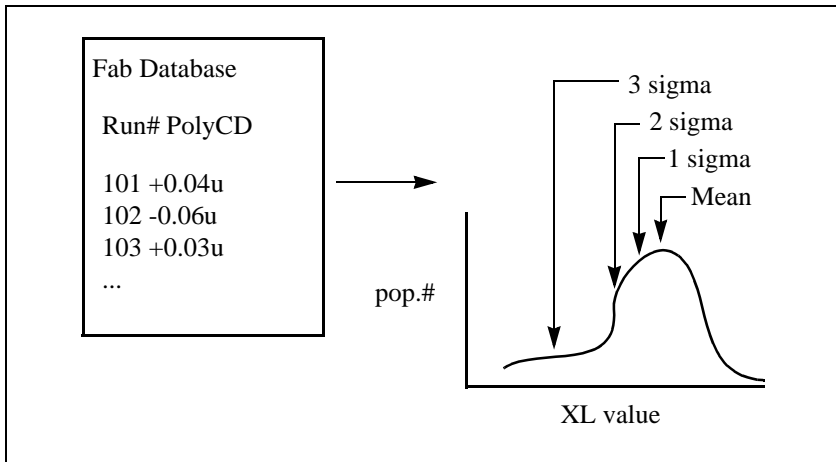 Fab Database
Run# PolyCD
101 +0.04u
102 -0.06u
103 +0.03u
...
3 sigma
2 sigma
1 sigma
Mean
pop.#
XL value